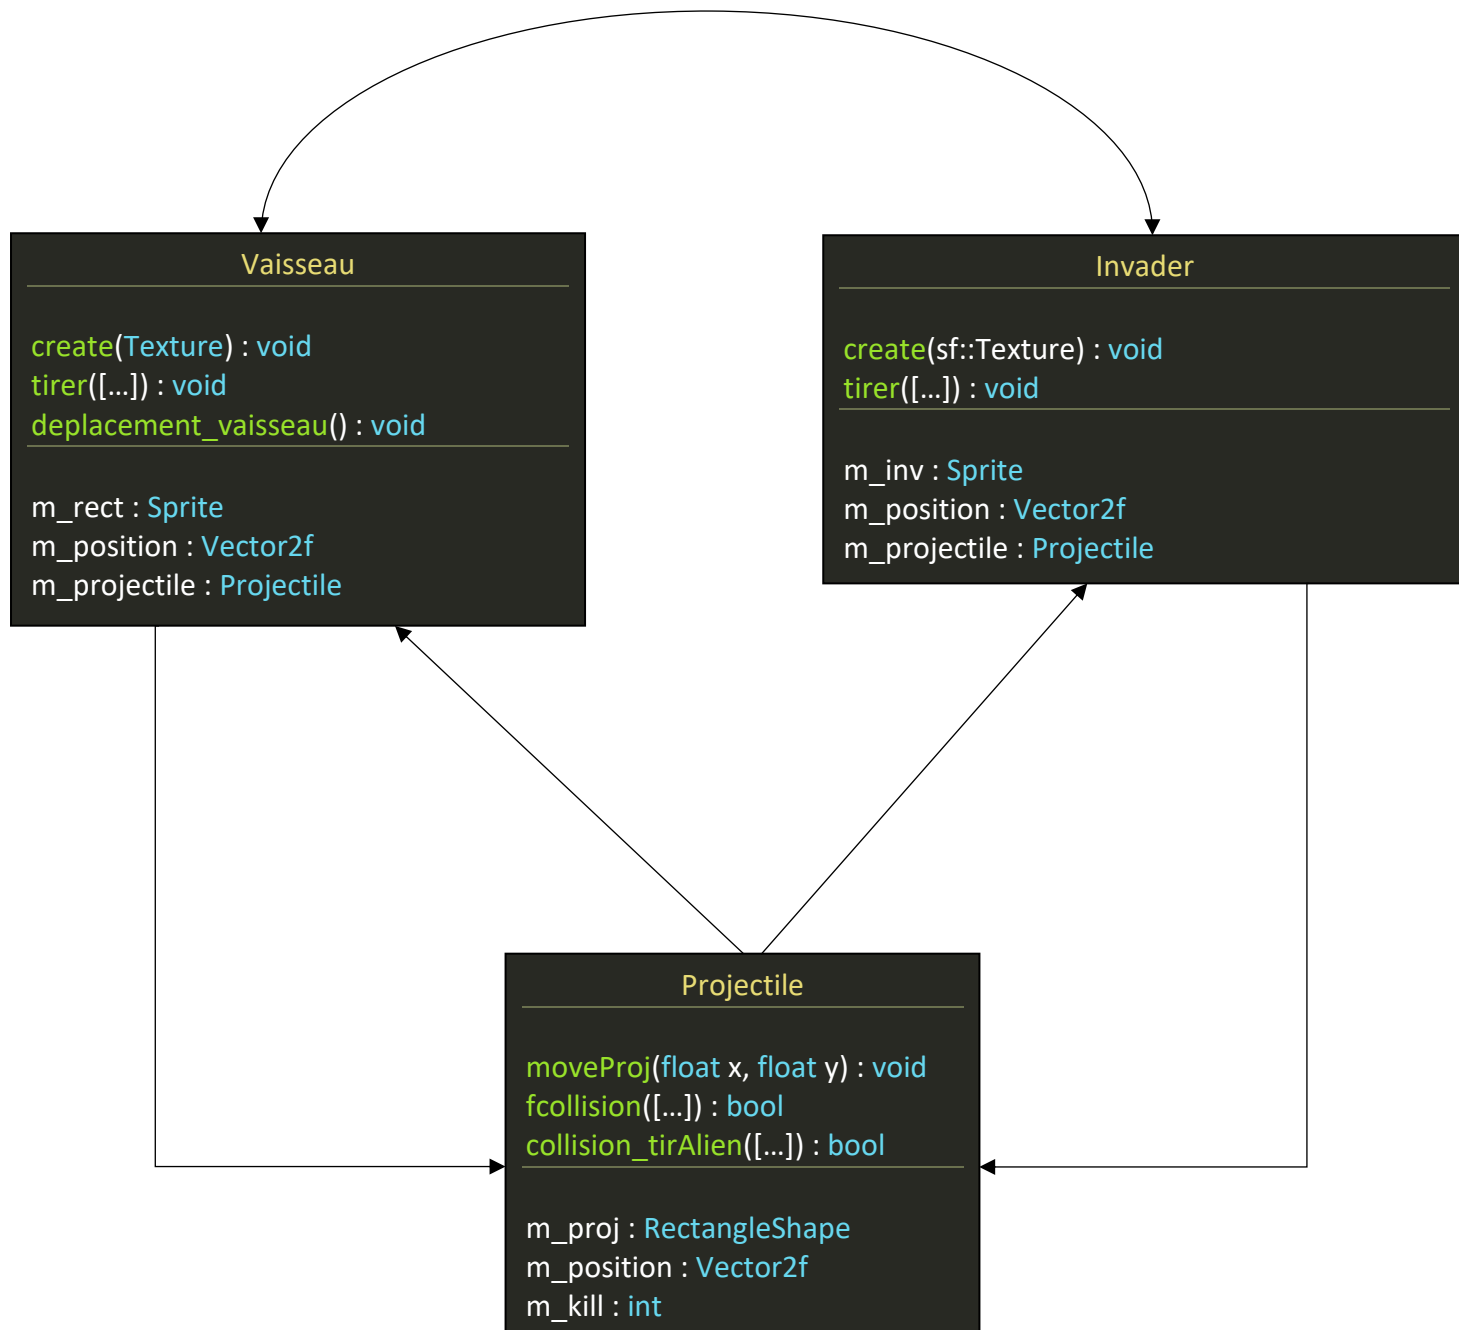 Vaisseau
create(Texture) : void
tirer([...]) : void
deplacement_vaisseau() : void
m_rect : Sprite
m_position : Vector2f
m_projectile : Projectile
Invader
create(sf::Texture) : void
tirer([...]) : void
m_inv : Sprite
m_position : Vector2f
m_projectile : Projectile
Projectile
moveProj(float x, float y) : void
fcollision([...]) : bool
collision_tirAlien([...]) : bool
m_proj : RectangleShape
m_position : Vector2f
m_kill : int